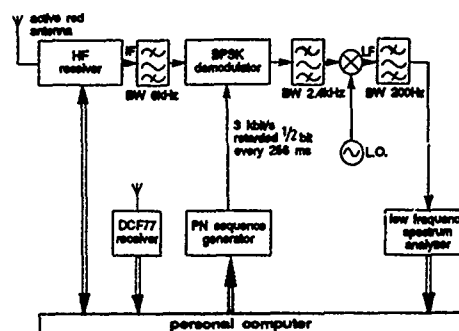 active rod
antenna
HF
receiver
IF
BW 6kHz
BPSK
demodulator
BW 2.4kHz
LF
BW 200Hz
3 kbit/s
retarded 1/2 bit
every 256 ms
L.O.
DCF77
receiver
PN sequence
generator
low frequency
spectrum
analyzer
personal computer